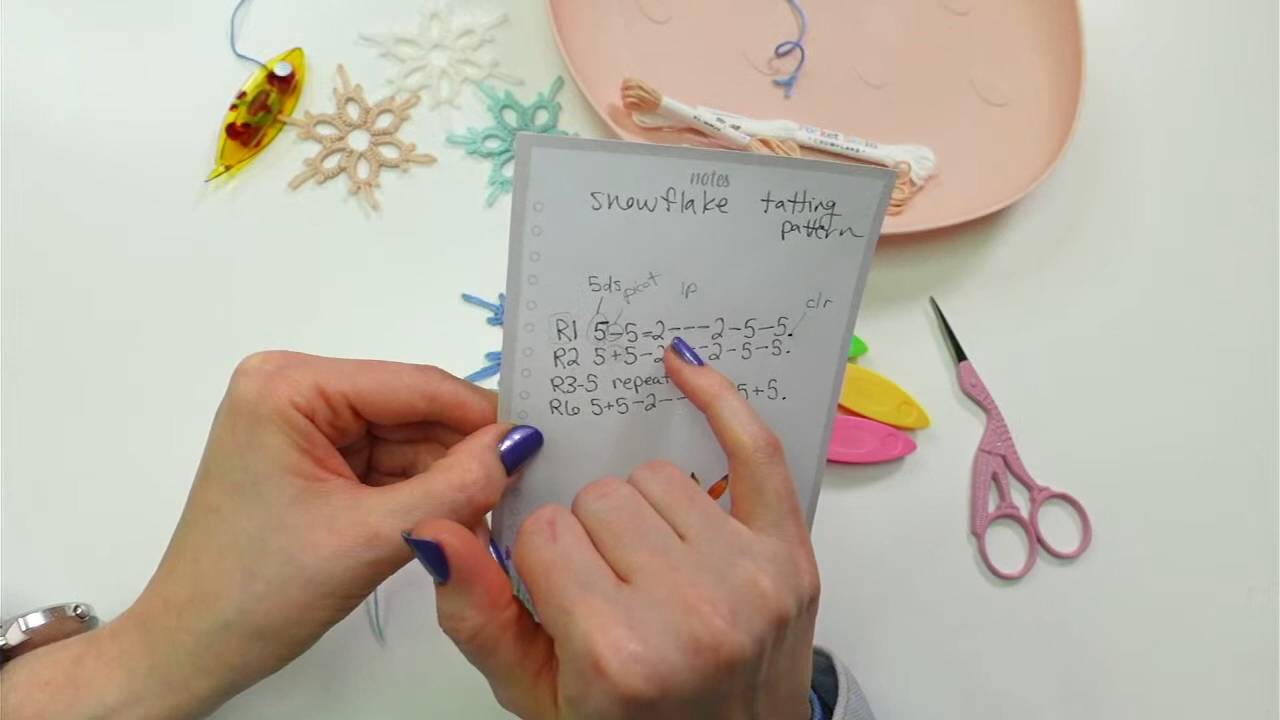 notes
snowflake tatting
pattern
5ds picot lp clr
R1 5-5-2---2-5-5.
R2 5+5-2 -2-5-5.
R3-5 repeat
R6 5+5-2-- 5+5.